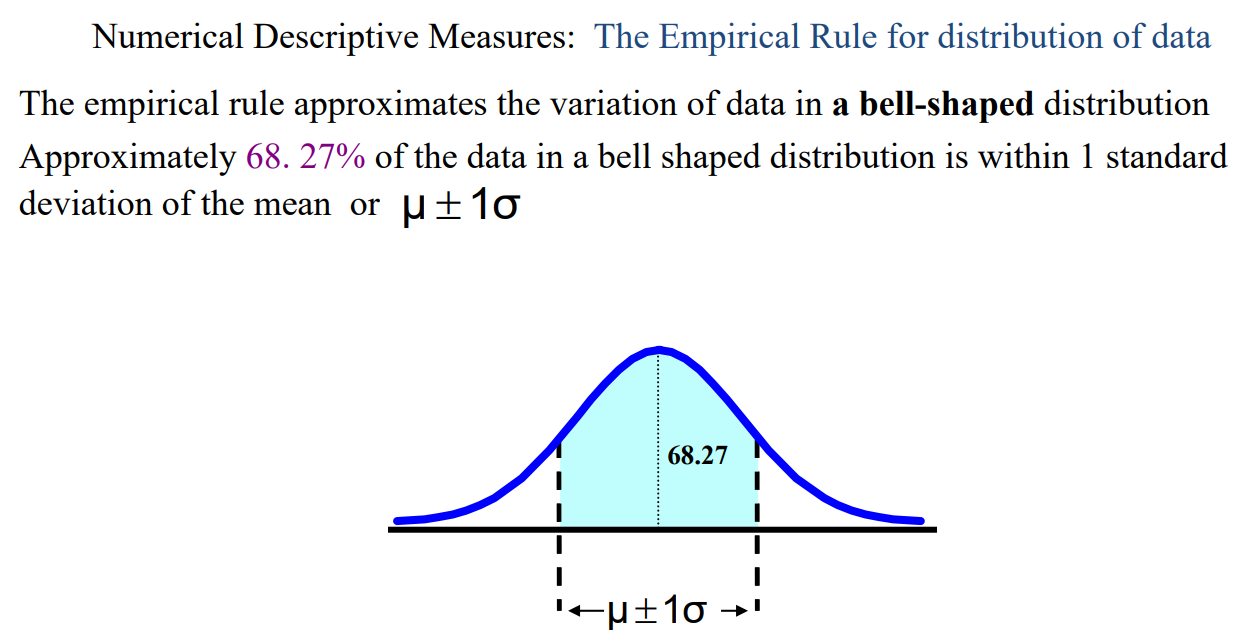 Numerical Descriptive Measures: The Empirical Rule for distribution of data
The empirical rule approximates the variation of data in a bell-shaped distribution
Approximately 68. 27% of the data in a bell shaped distribution is within 1 standard
deviation of the mean or μ ± 1σ
68.27
μ ± 1σ